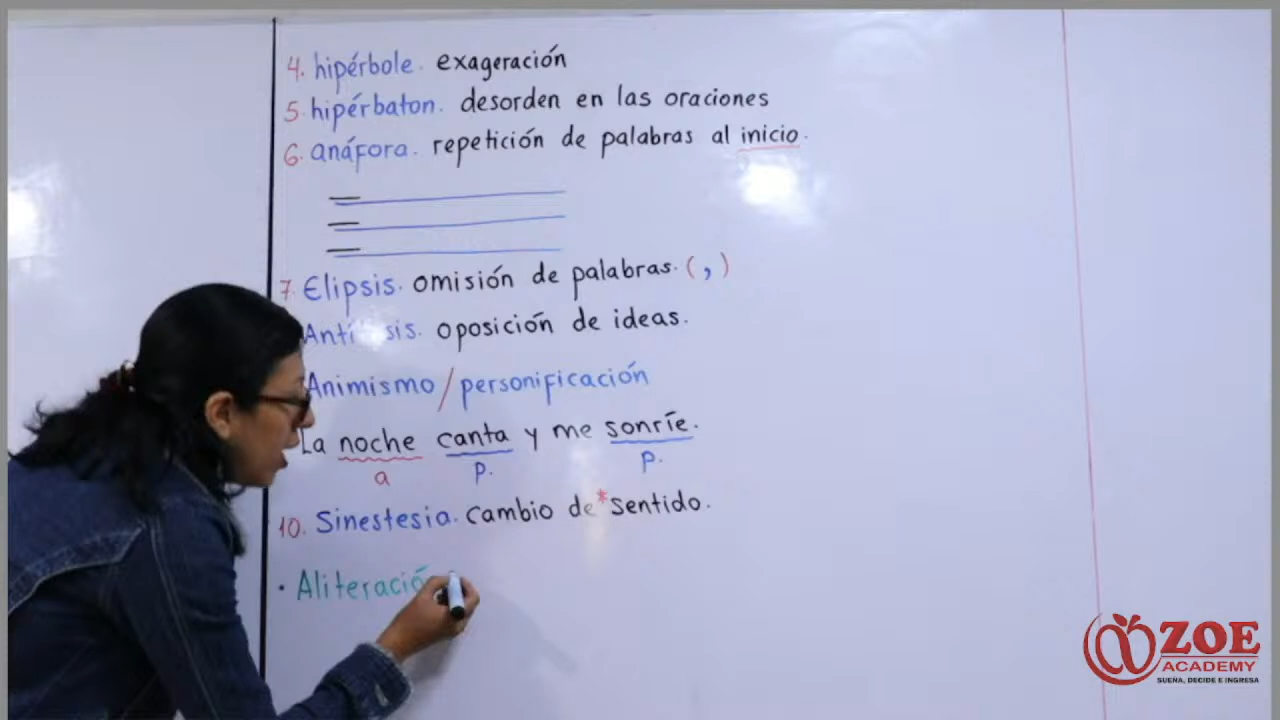 4. hipérbole. exageración
5. hipérbaton. desorden en las oraciones
6. anáfora. repetición de palabras al inicio.
7. Elipsis. omisión de palabras. (,)
oposición de ideas.
Animismo / personificación
La noche canta y me sonríe.
a p. p.
10. Sinestesia. cambio de *sentido.
• Aliteració
ZOE
ACADEMY
SUEÑA, DECIDE E INGRESA